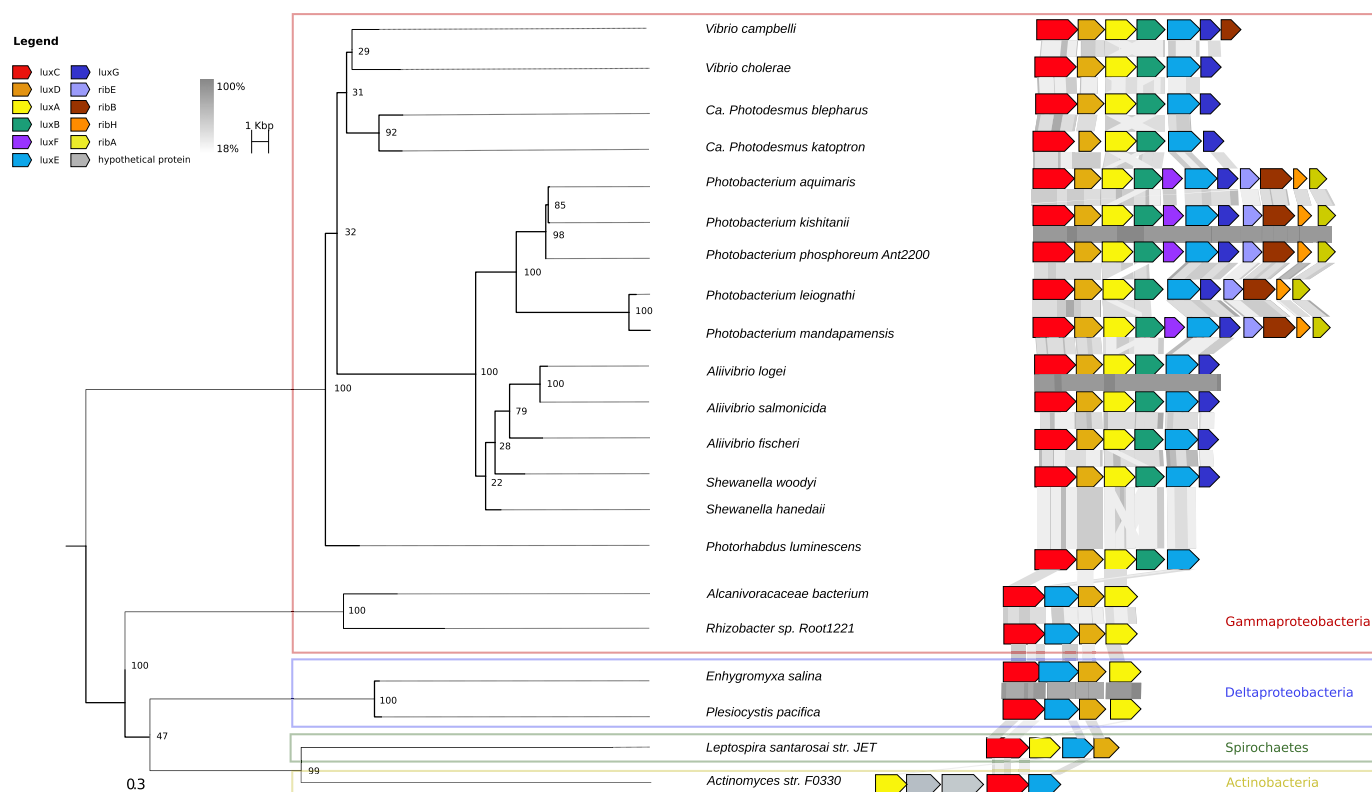 Legend
luxC
luxG
luxD
ribE
luxA
ribB
luxB
ribH
luxF
ribA
luxE
hypothetical protein
100%
18%
1 Kbp
Vibrio campbelli
Vibrio cholerae
Ca. Photodesmus blepharus
Ca. Photodesmus katoptron
Photobacterium aquimaris
Photobacterium kishitanii
Photobacterium phosphoreum Ant2200
Photobacterium leiognathi
Photobacterium mandapamensis
Aliivibrio logei
Aliivibrio salmonicida
Aliivibrio fischeri
Shewanella woodyi
Shewanella hanedaii
Photorhabdus luminescens
Alcanivoracaceae bacterium
Rhizobacter sp. Root1221
Enhygromyxa salina
Plesiocystis pacifica
Leptospira santarosai str. JET
Actinomyces str. F0330
29
31
92
32
85
98
100
100
100
100
100
79
28
22
100
100
100
47
99
0.3
Gammaproteobacteria
Deltaproteobacteria
Spirochaetes
Actinobacteria